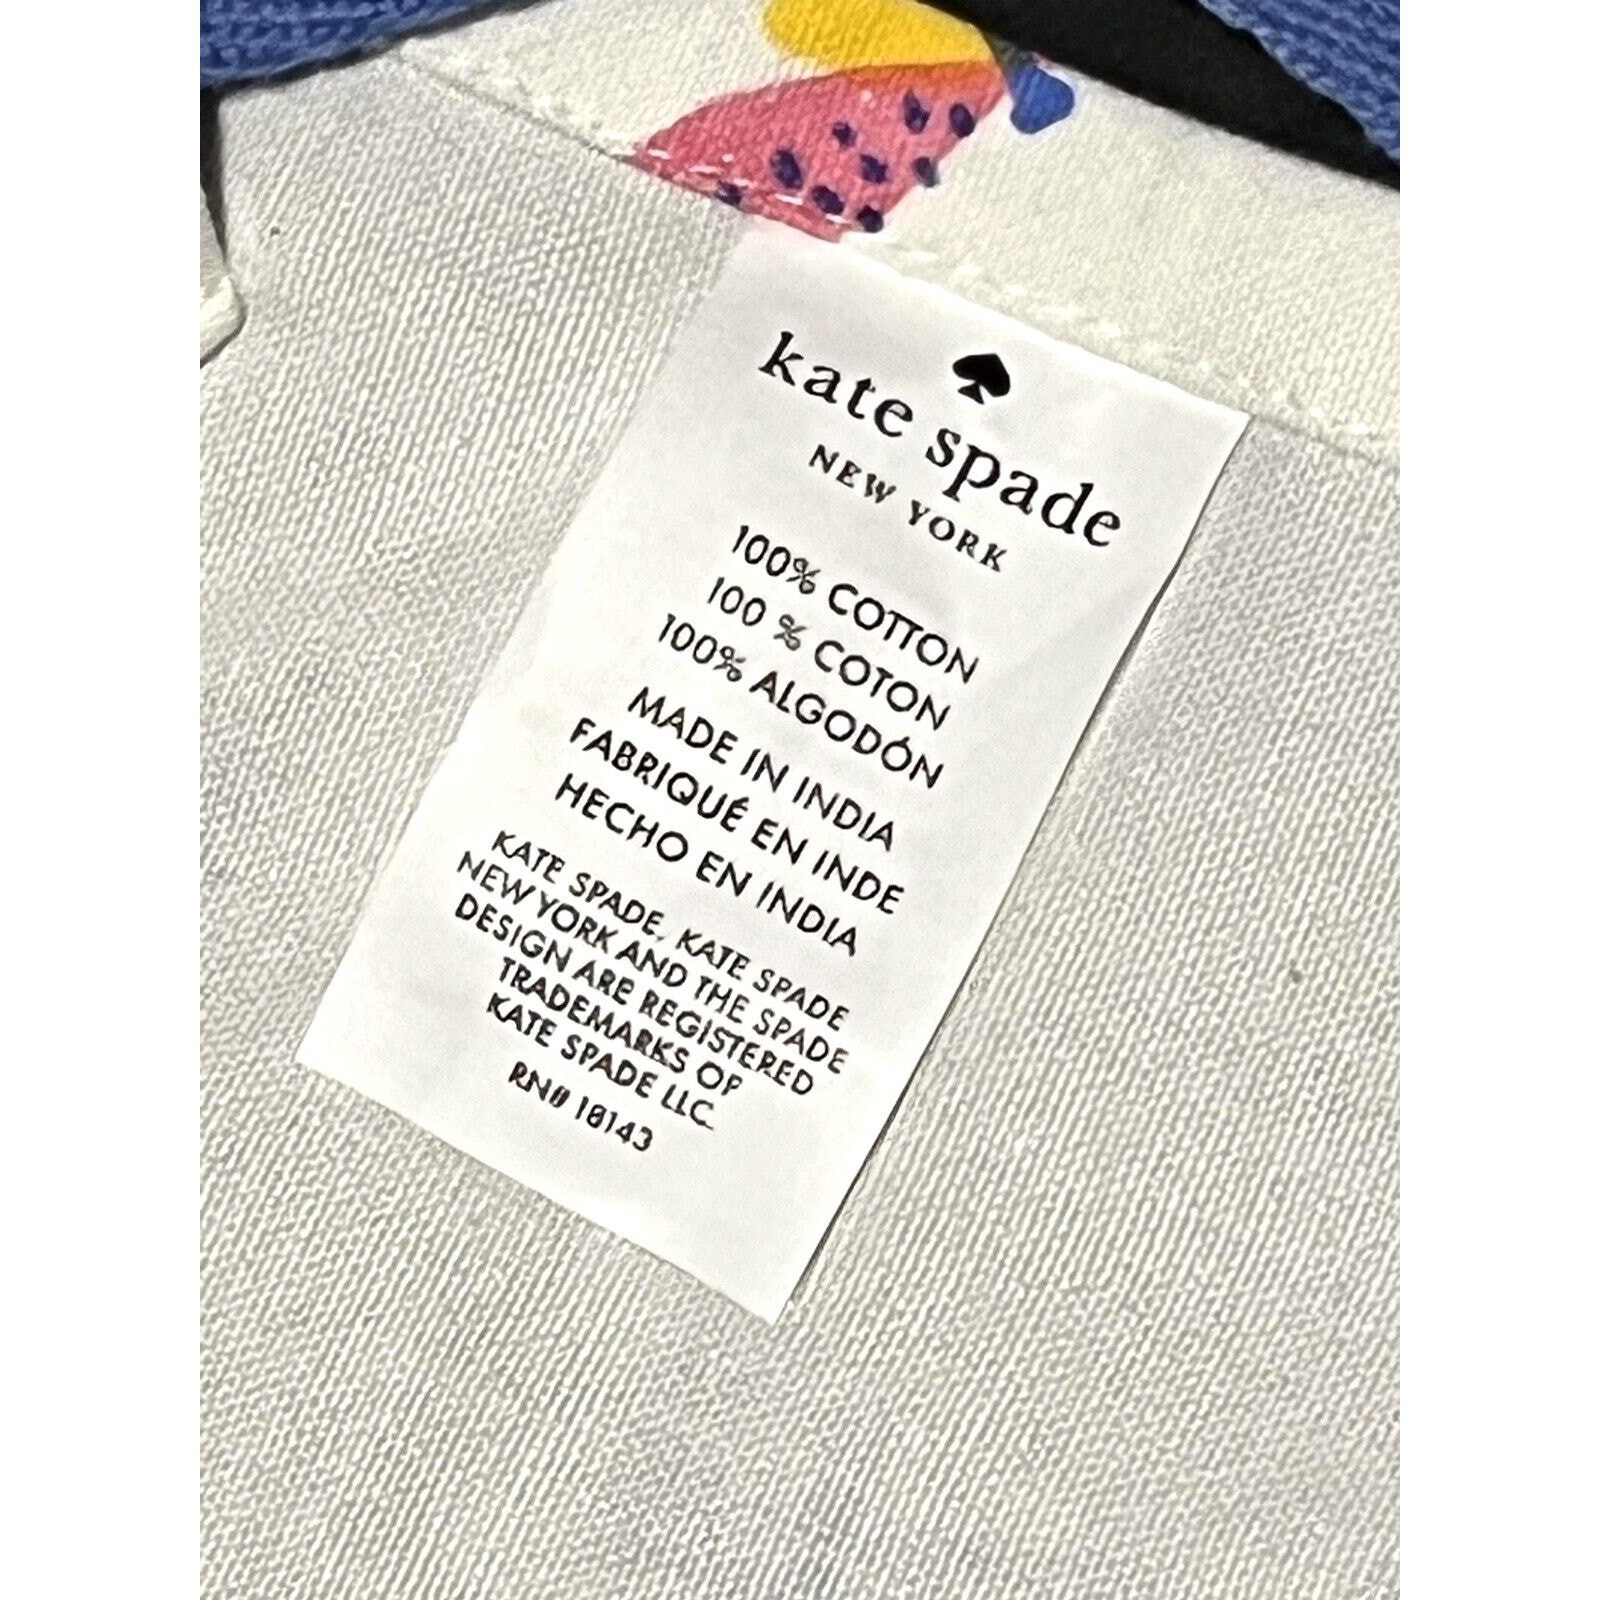 kate spade
NEW YORK
100% COTTON
100 % COTON
100% ALGODÓN
MADE IN INDIA
FABRIQUÉ EN INDE
HECHO EN INDIA
KATE SPADE, KATE SPADE
NEW YORK AND THE SPADE
DESIGN ARE REGISTERED
TRADEMARKS OF
KATE SPADE LLC.
RN# 18143